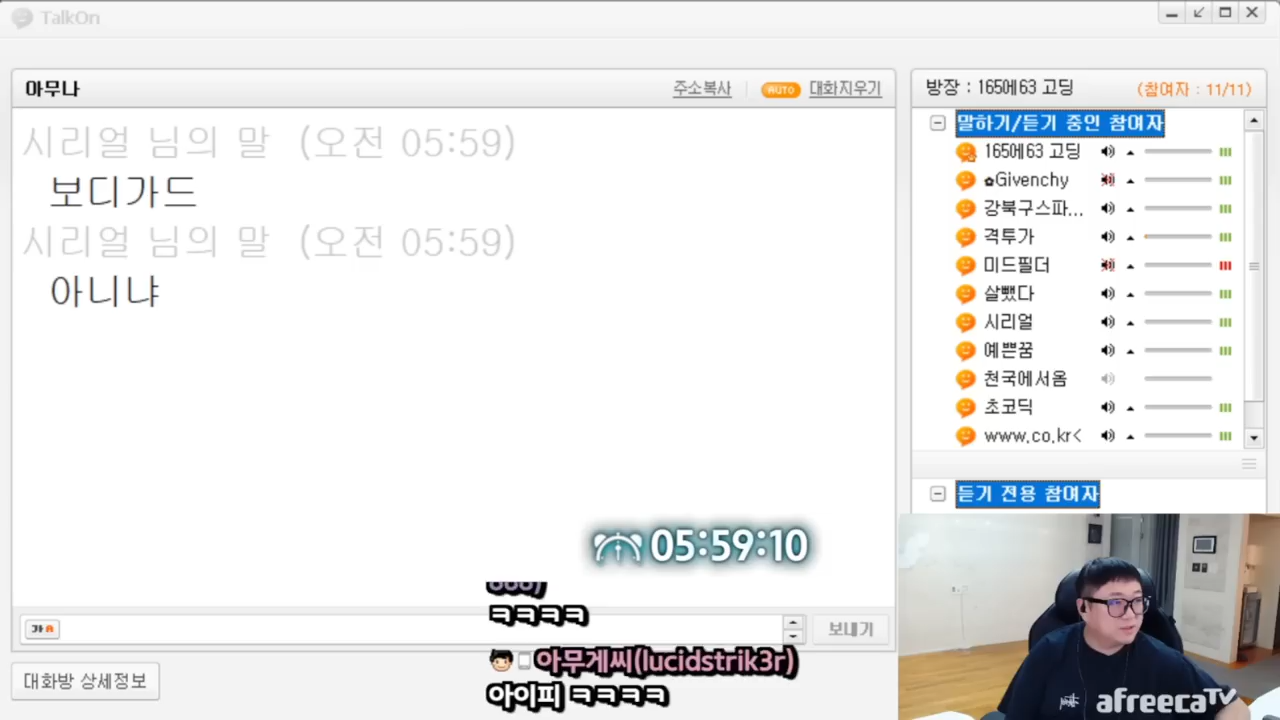 TalkOn
아무나
주소복사
AUTO 대화지우기
시리얼 님의 말 (오전 05:59)
보디가드
시리얼 님의 말 (오전 05:59)
아니냐
방장 : 165에63 고딩
(참여자 : 11/11)
말하기/듣기 중인 참여자
165에63 고딩
✿Givenchy
강북구스파...
격투가
미드필더
살뺐다
시리얼
예쁜꿈
천국에서옴
초코딕
www.co.kr<
듣기 전용 참여자
05:59:10
ㅋㅋㅋㅋ
아무게씨(lucidstrik3r)
아이피 ㅋㅋㅋㅋ
가a
보내기
대화방 상세정보
afreecaTV